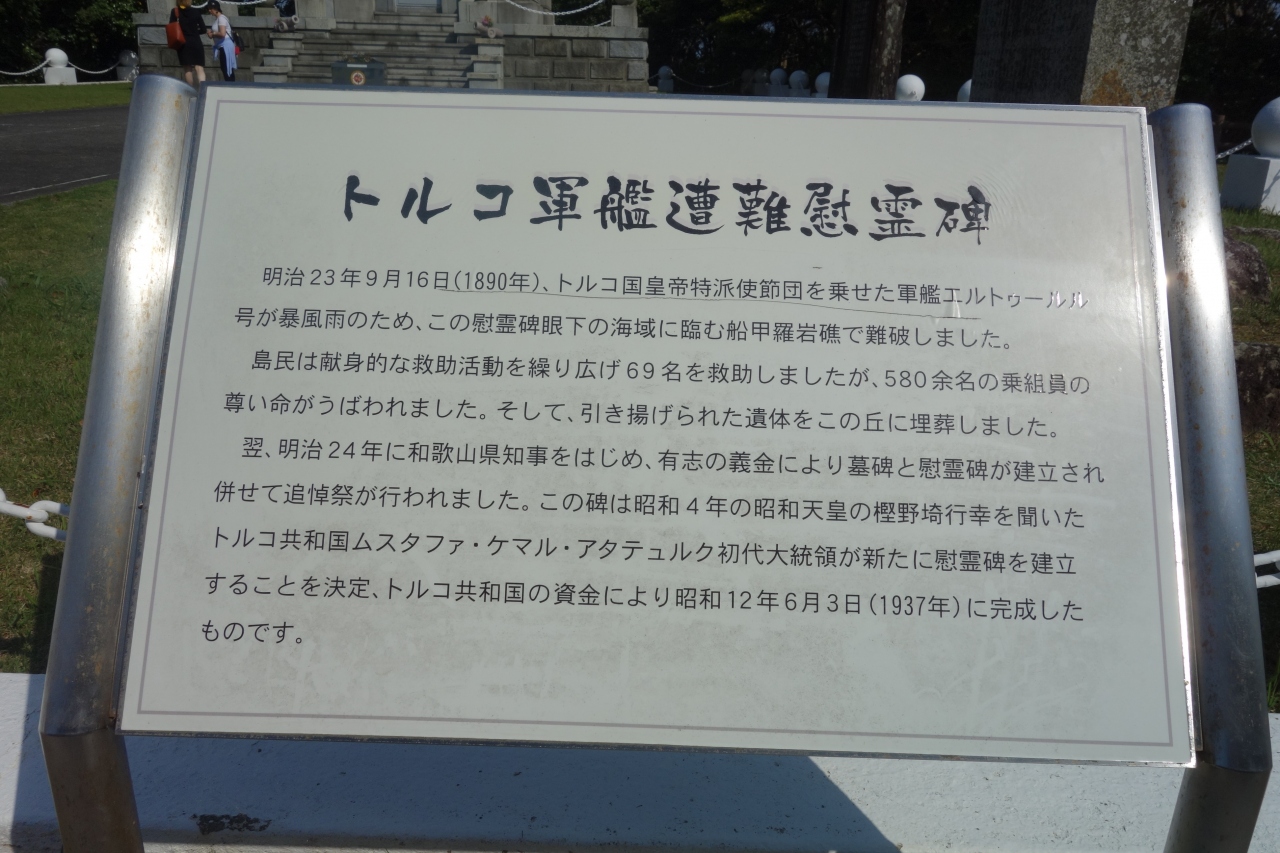 トルコ軍艦遭難慰霊碑
明治23年9月16日(1890年)、トルコ国皇帝特派使節団を乗せた軍艦エルトゥールル
号が暴風雨のため、この慰霊碑眼下の海域に臨む船甲羅岩礁で難破しました。
島民は献身的な救助活動を繰り広げ69名を救助しましたが、580余名の乗組員の
尊い命がうばわれました。そして、引き揚げられた遺体をこの丘に埋葬しました。
翌、明治24年に和歌山県知事をはじめ、有志の義金により墓碑と慰霊碑が建立され
併せて追悼祭が行われました。この碑は昭和4年の昭和天皇の樫野埼行幸を聞いた
トルコ共和国ムスタファ・ケマル・アタテュルク初代大統領が新たに慰霊碑を建立
することを決定、トルコ共和国の資金により昭和12年6月3日(1937年)に完成した
ものです。